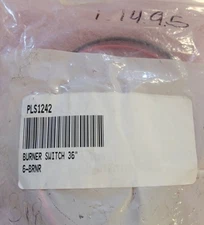 PLS1242
BURNER SWITCH 36"
6-BRNR